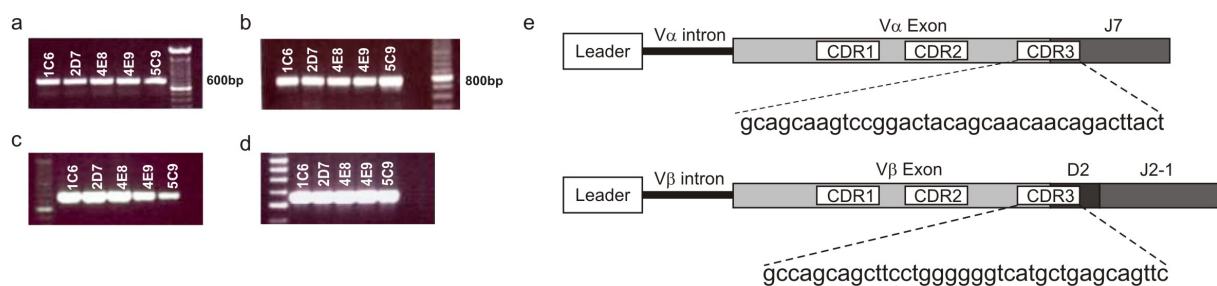 a
1C6 2D7 4E8 4E9 5C9
600bp
b
1C6 2D7 4E8 4E9 5C9
800bp
c
1C6 2D7 4E8 4E9 5C9
d
1C6 2D7 4E8 4E9 5C9
e
Leader Vα intron Vα Exon J7
CDR1 CDR2 CDR3
gcagcaagtccggactacagcaacaacagacttact
Leader Vβ intron Vβ Exon D2 J2-1
CDR1 CDR2 CDR3
gccagcagcttcctggggggtcatgctgagcagttc